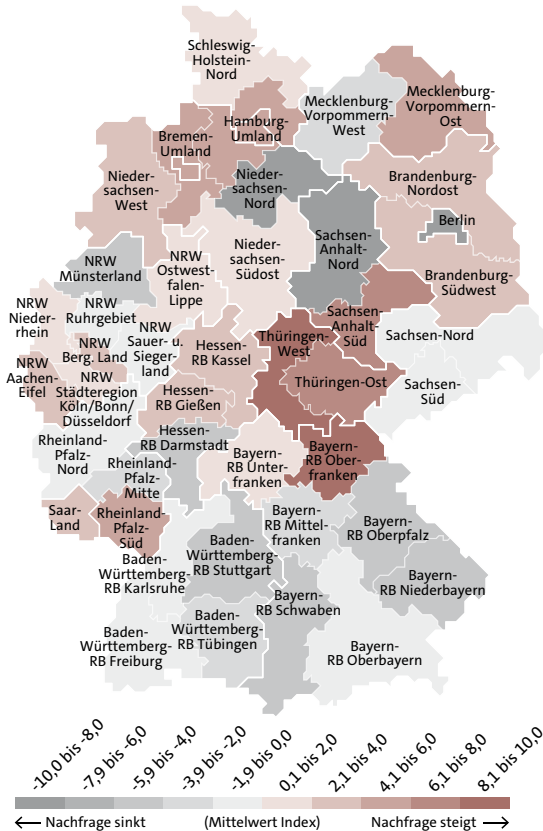 Schleswig-
Holstein-
Nord
Mecklenburg-
Vorpommern-
West
Mecklenburg-
Vorpommern-
Ost
Hamburg-
Umland
Bremen-
Umland
Nieder-
sachsen-
West
Nieder-
sachsen-
Nord
Brandenburg-
Nordost
Berlin
Sachsen-
Anhalt-
Nord
Nieder-
sachsen-
Südost
NRW
Münsterland
NRW
Ostwest-
falen-
Lippe
Brandenburg-
Südwest
NRW
Nieder-
rhein
NRW
Ruhrgebiet
NRW
Sauer- u.
Sieger-
land
NRW
Berg. Land
Hessen-
RB Kassel
Thüringen-
West
Sachsen-
Anhalt-
Süd
Sachsen-Nord
NRW
Aachen-
Eifel
NRW
Städteregion
Köln/Bonn/
Düsseldorf
Hessen-
RB Gießen
Thüringen-Ost
Sachsen-
Süd
Rheinland-
Pfalz-
Nord
Hessen-
RB Darmstadt
Rheinland-
Pfalz-
Mitte
Bayern-
RB Unter-
franken
Bayern-
RB Ober-
franken
Saar-
Land
Rheinland-
Pfalz-
Süd
Bayern-
RB Mittel-
franken
Bayern-
RB Oberpfalz
Baden-
Württemberg-
RB Karlsruhe
Baden-
Württemberg-
RB Stuttgart
Bayern-
RB Niederbayern
Bayern-
RB Schwaben
Baden-
Württemberg-
RB Freiburg
Baden-
Württemberg-
RB Tübingen
Bayern-
RB Oberbayern
-10,0 bis -8,0
-7,9 bis -6,0
-5,9 bis -4,0
-3,9 bis -2,0
-1,9 bis 0,0
0,1 bis 2,0
2,1 bis 4,0
4,1 bis 6,0
6,1 bis 8,0
8,1 bis 10,0
Nachfrage sinkt
(Mittelwert Index)
Nachfrage steigt